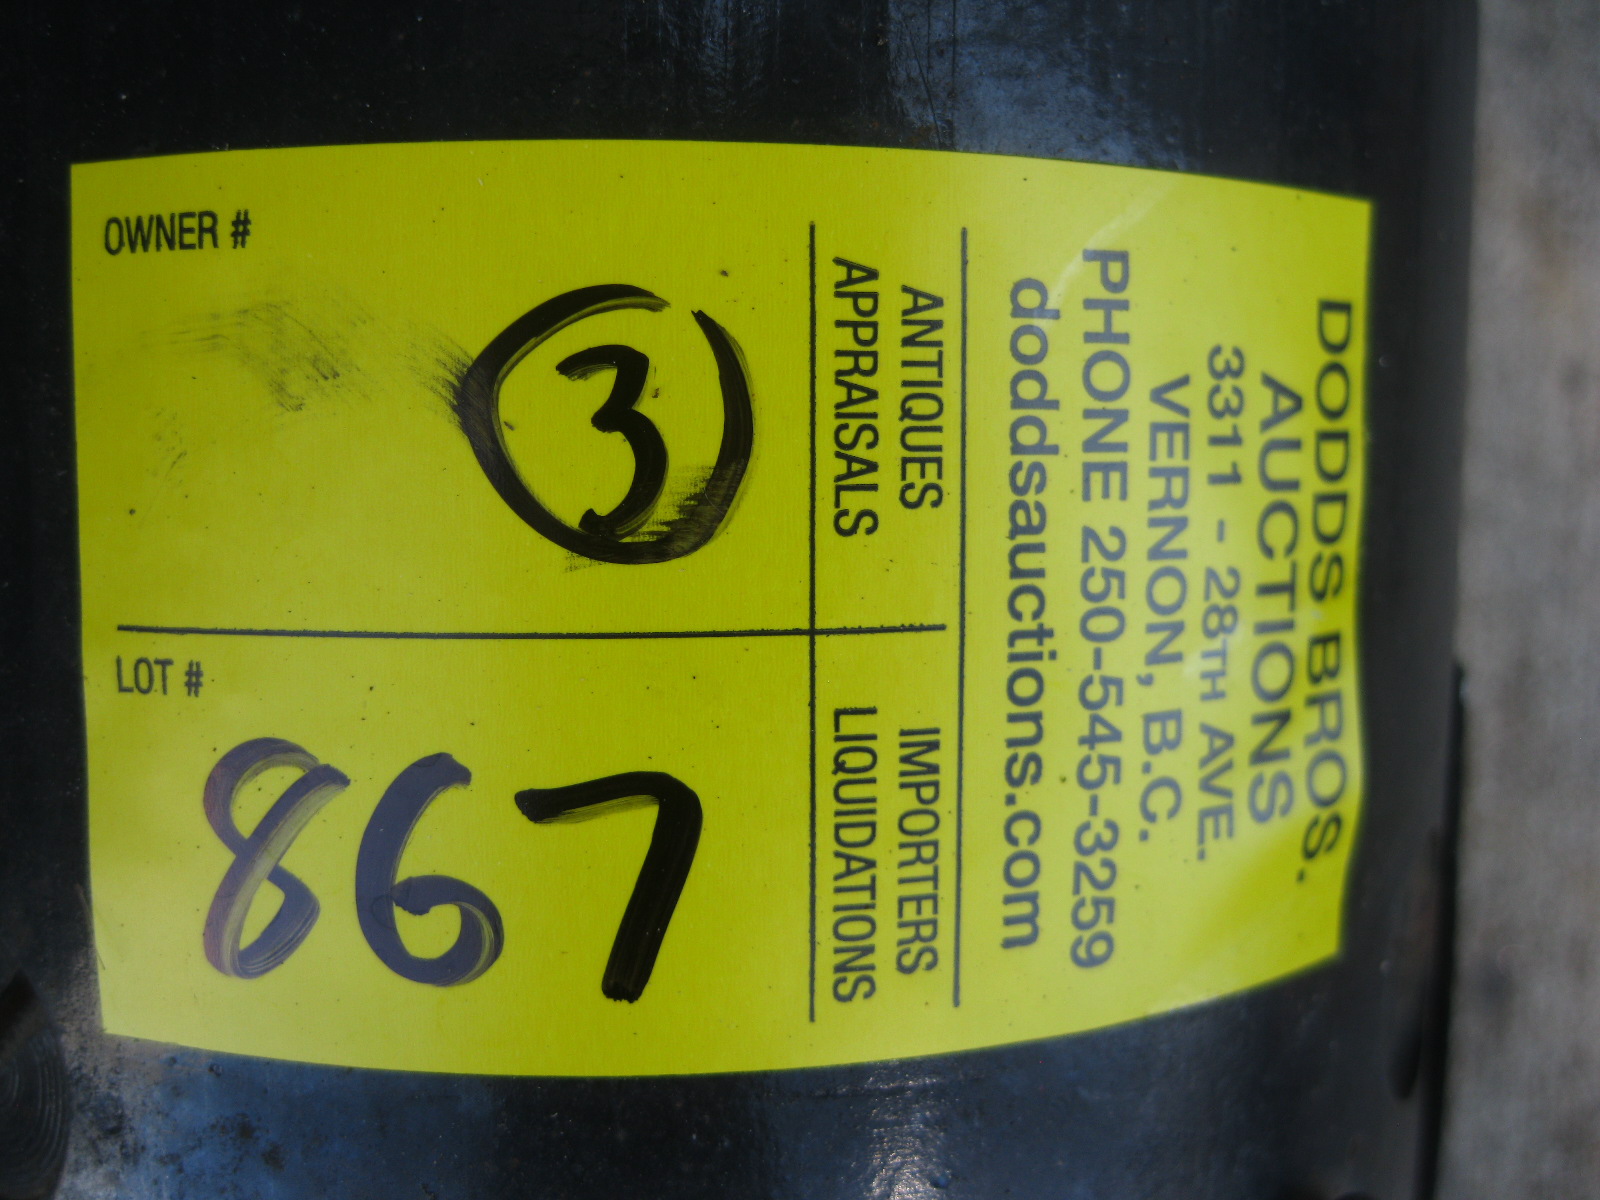 DODDS BROS.
AUCTIONS
3311 - 28TH AVE.
VERNON, B.C.
PHONE 250-545-3259
doddsauctions.com
ANTIQUES
APPRAISALS
IMPORTERS
LIQUIDATIONS
OWNER #
3
LOT #
867